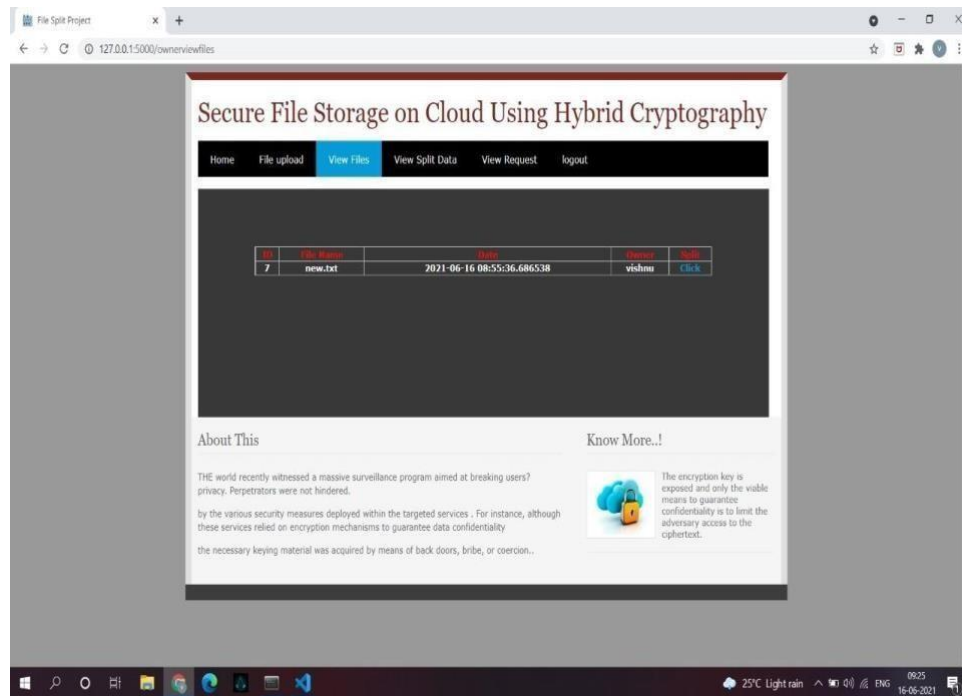 File Split Project
127.0.0.1:5000/ownerviewfiles
Secure File Storage on Cloud Using Hybrid Cryptography
Home File upload View Files View Split Data View Request logout
ID File Name Date Owner Split
7 new.txt 2021-06-16 08:55:36.686538 vishnu Click
About This
THE world recently witnessed a massive surveillance program aimed at breaking users?
privacy. Perpetrators were not hindered.
by the various security measures deployed within the targeted services . For instance, although
these services relied on encryption mechanisms to guarantee data confidentiality
the necessary keying material was acquired by means of back doors, bribe, or coercion..
Know More..!
The encryption key is
exposed and only the viable
means to guarantee
confidentiality is to limit the
adversary access to the
ciphertext.
25°C Light rain ENG
09:25
16-06-2021